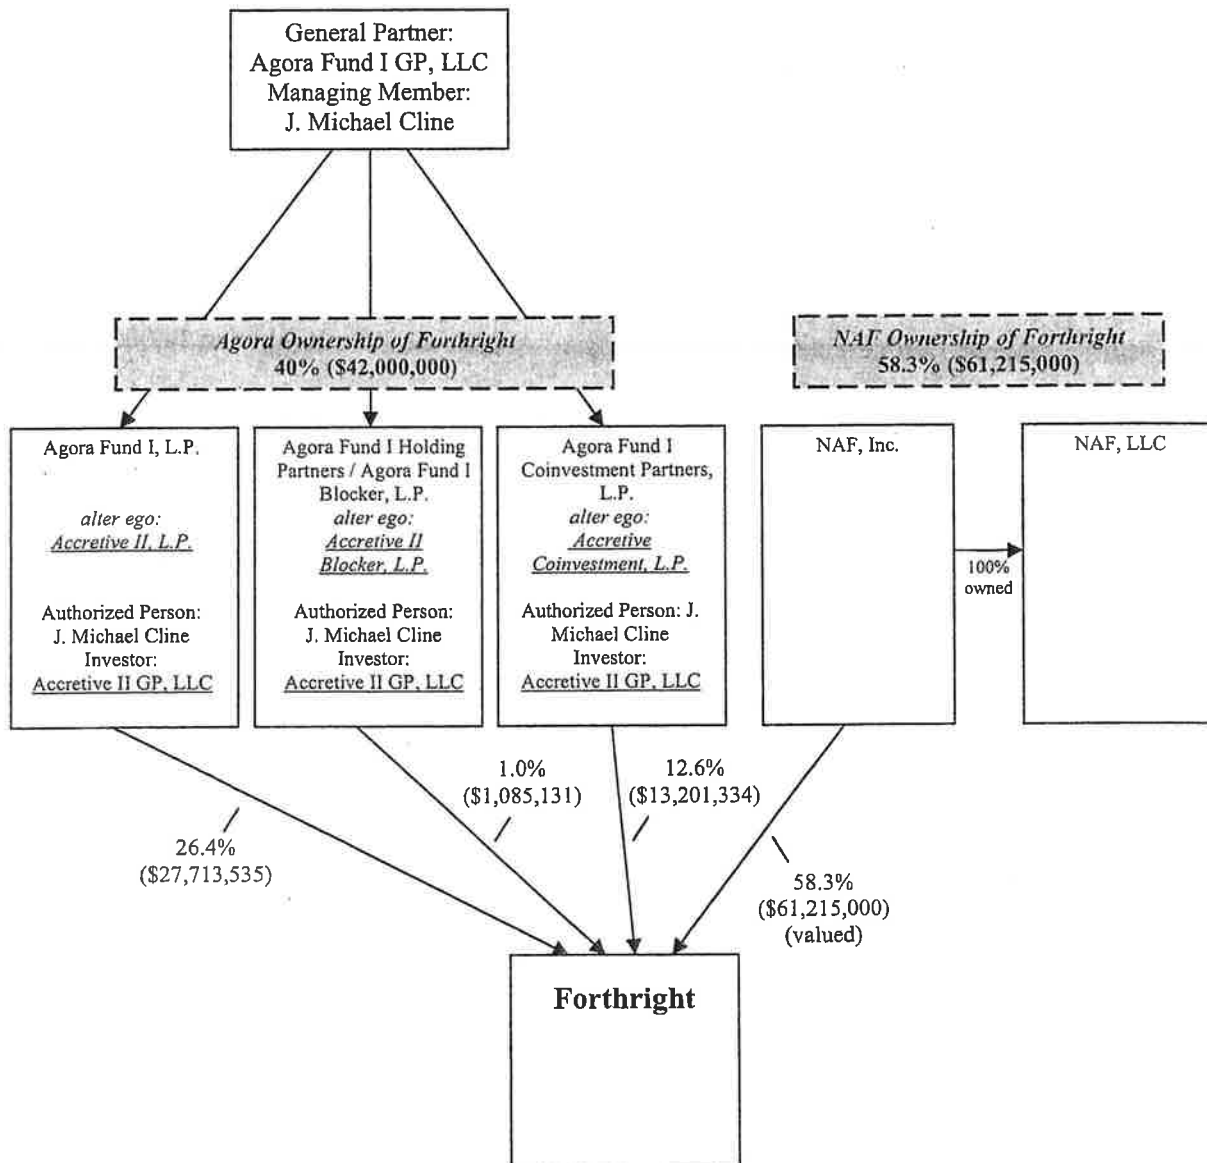 General Partner:
Agora Fund I GP, LLC
Managing Member:
J. Michael Cline
Agora Ownership of Forthright
40% ($42,000,000)
NAF Ownership of Forthright
58.3% ($61,215,000)
Agora Fund I, L.P.
alter ego:
Accretive II, L.P.
Authorized Person:
J. Michael Cline
Investor:
Accretive II GP, LLC
Agora Fund I Holding
Partners / Agora Fund I
Blocker, L.P.
alter ego:
Accretive II
Blocker, L.P.
Authorized Person:
J. Michael Cline
Investor:
Accretive II GP, LLC
Agora Fund I
Coinvestment Partners,
L.P.
alter ego:
Accretive
Coinvestment, L.P.
Authorized Person: J.
Michael Cline
Investor:
Accretive II GP, LLC
NAF, Inc.
100%
owned
NAF, LLC
26.4%
($27,713,535)
1.0%
($1,085,131)
12.6%
($13,201,334)
58.3%
($61,215,000)
(valued)
Forthright